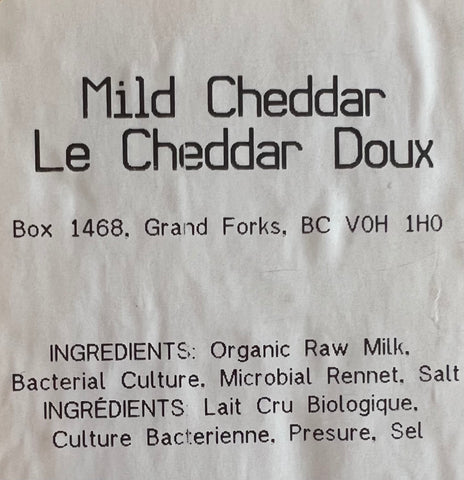 Mild Cheddar
Le Cheddar Doux
Box 1468, Grand Forks, BC V0H 1H0
INGREDIENTS: Organic Raw Milk,
Bacterial Culture, Microbial Rennet, Salt
INGRÉDIENTS: Lait Cru Biologique,
Culture Bacterienne, Presure, Sel